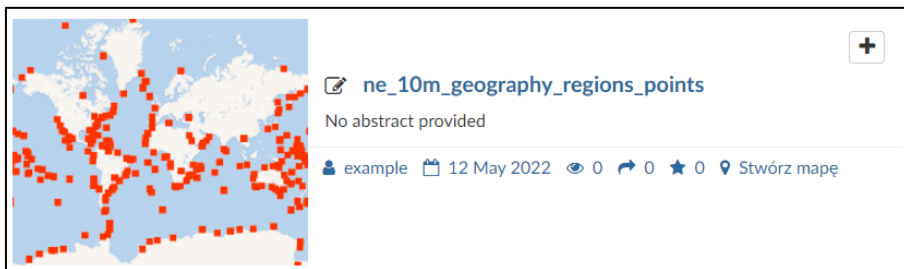 ne_10m_geography_regions_points
No abstract provided
example 12 May 2022 0 0 0 Stwórz mapę